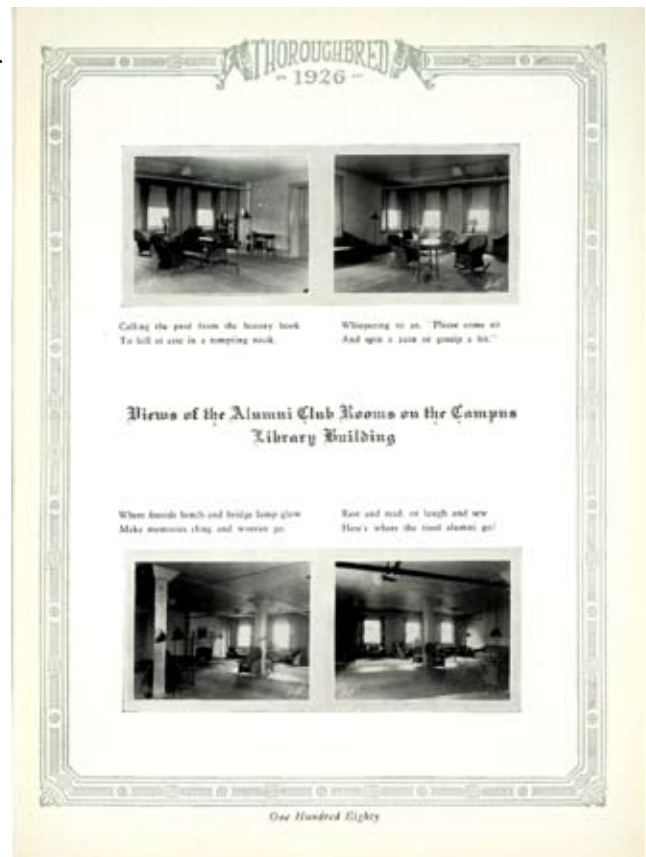 THOROUGHBRED
- 1926 -
Calling the prof from the history book
To loll at ease in a tempting nook.
Whispering to us, "Please come sit
And spin a yarn or gossip a bit."
Views of the Alumni Club Rooms on the Campus
Library Building
Where fireside bench and bridge lamp glow
Make memories cling and worries go.
Rest and read, or laugh and sew
Here's where the tired alumni go!
One Hundred Eighty